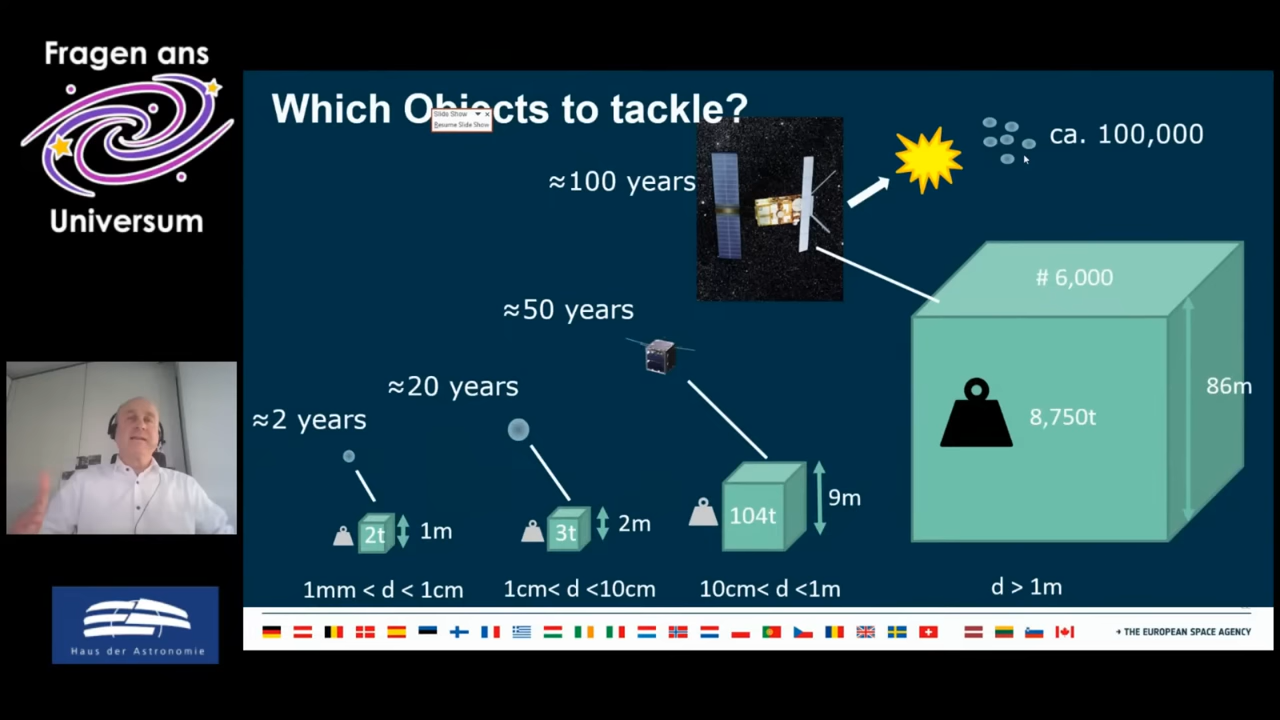 Fragen ans
Universum
Which Objects to tackle?
Slide Show
Resume Slide Show
≈100 years
ca. 100,000
# 6,000
≈50 years
86m
≈20 years
8,750t
≈2 years
9m
104t
2m
3t
1m
2t
1mm < d < 1cm
1cm< d <10cm
10cm< d <1m
d > 1m
→ THE EUROPEAN SPACE AGENCY
Haus der Astronomie